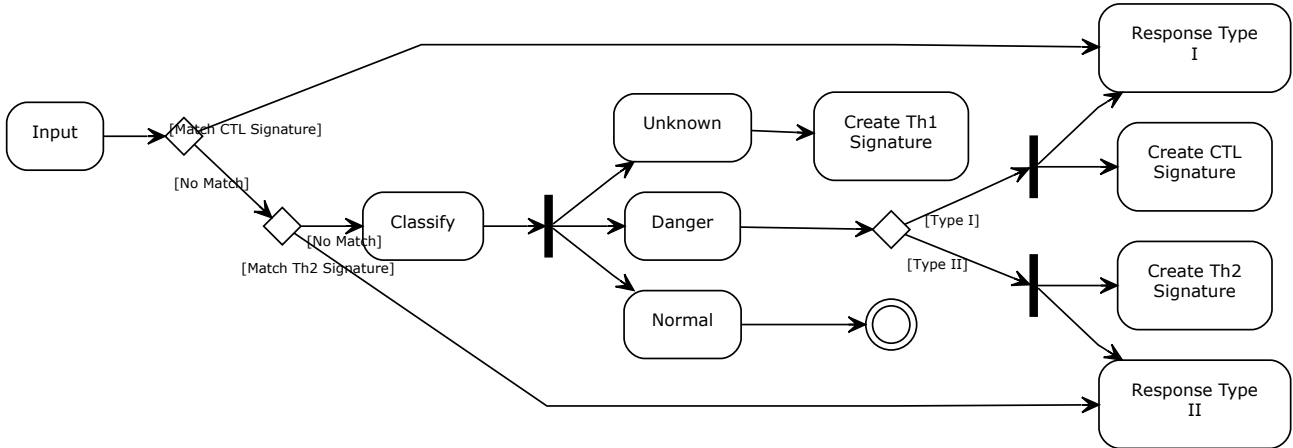 Input
[Match CTL Signature]
[No Match]
[No Match]
[Match Th2 Signature]
Classify
Unknown
Danger
Normal
Create Th1
Signature
[Type I]
[Type II]
Response Type
I
Create CTL
Signature
Create Th2
Signature
Response Type
II